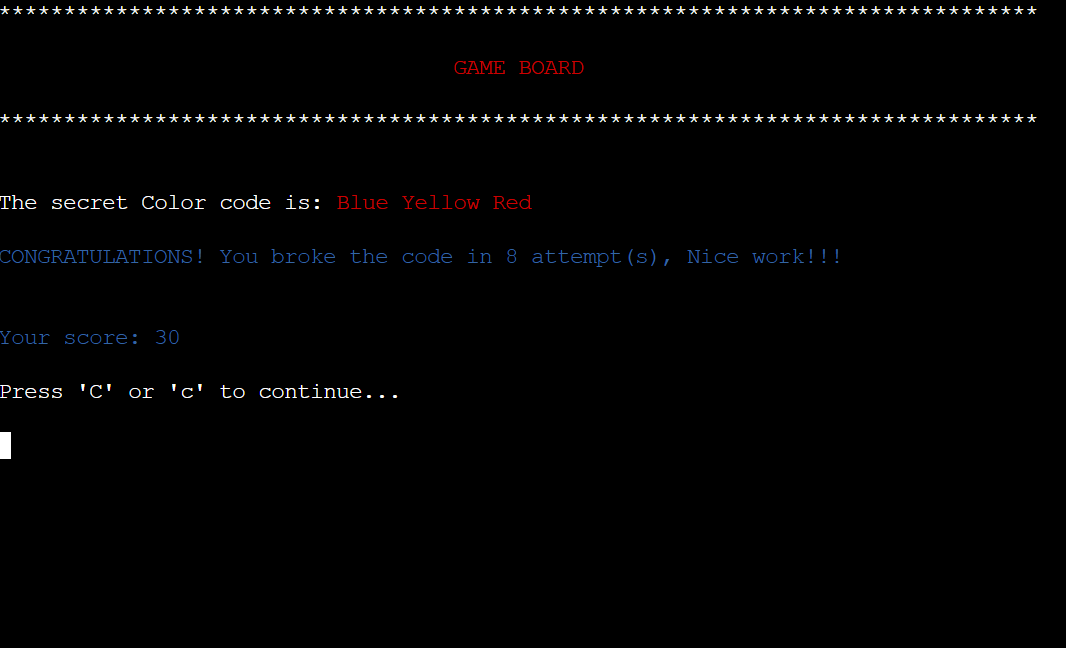 ********************************************************************************
GAME BOARD
********************************************************************************
The secret Color code is: Blue Yellow Red
CONGRATULATIONS! You broke the code in 8 attempt(s), Nice work!!!
Your score: 30
Press 'C' or 'c' to continue...